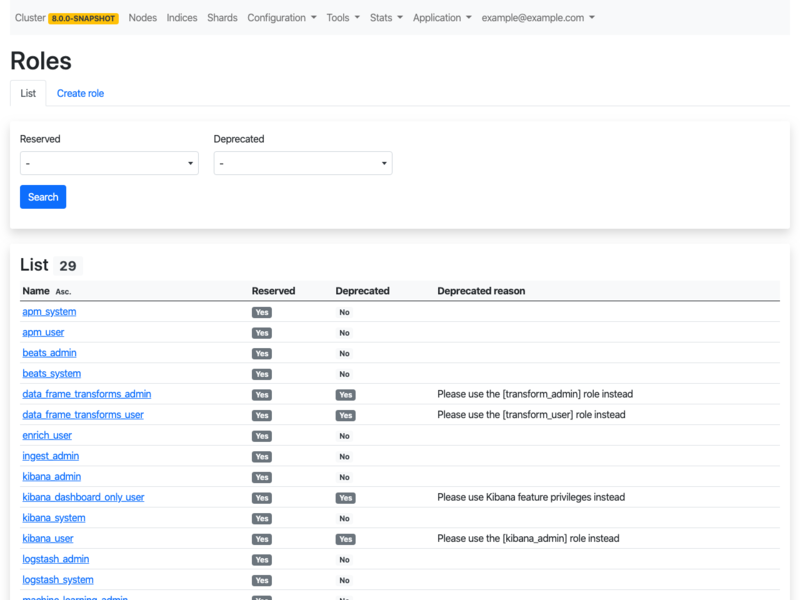 Cluster 8.0.0-SNAPSHOT Nodes Indices Shards Configuration Tools Stats Application example@example.com
Roles
List Create role
Reserved Deprecated
- -
Search
List 29
Name Asc. Reserved Deprecated Deprecated reason
apm_system Yes No
apm_user Yes No
beats_admin Yes No
beats_system Yes No
data_frame_transforms_admin Yes Yes Please use the [transform_admin] role instead
data_frame_transforms_user Yes Yes Please use the [transform_user] role instead
enrich_user Yes No
ingest_admin Yes No
kibana_admin Yes No
kibana_dashboard_only_user Yes Yes Please use Kibana feature privileges instead
kibana_system Yes No
kibana_user Yes Yes Please use the [kibana_admin] role instead
logstash_admin Yes No
logstash_system Yes No
machine_learning_admin Yes No